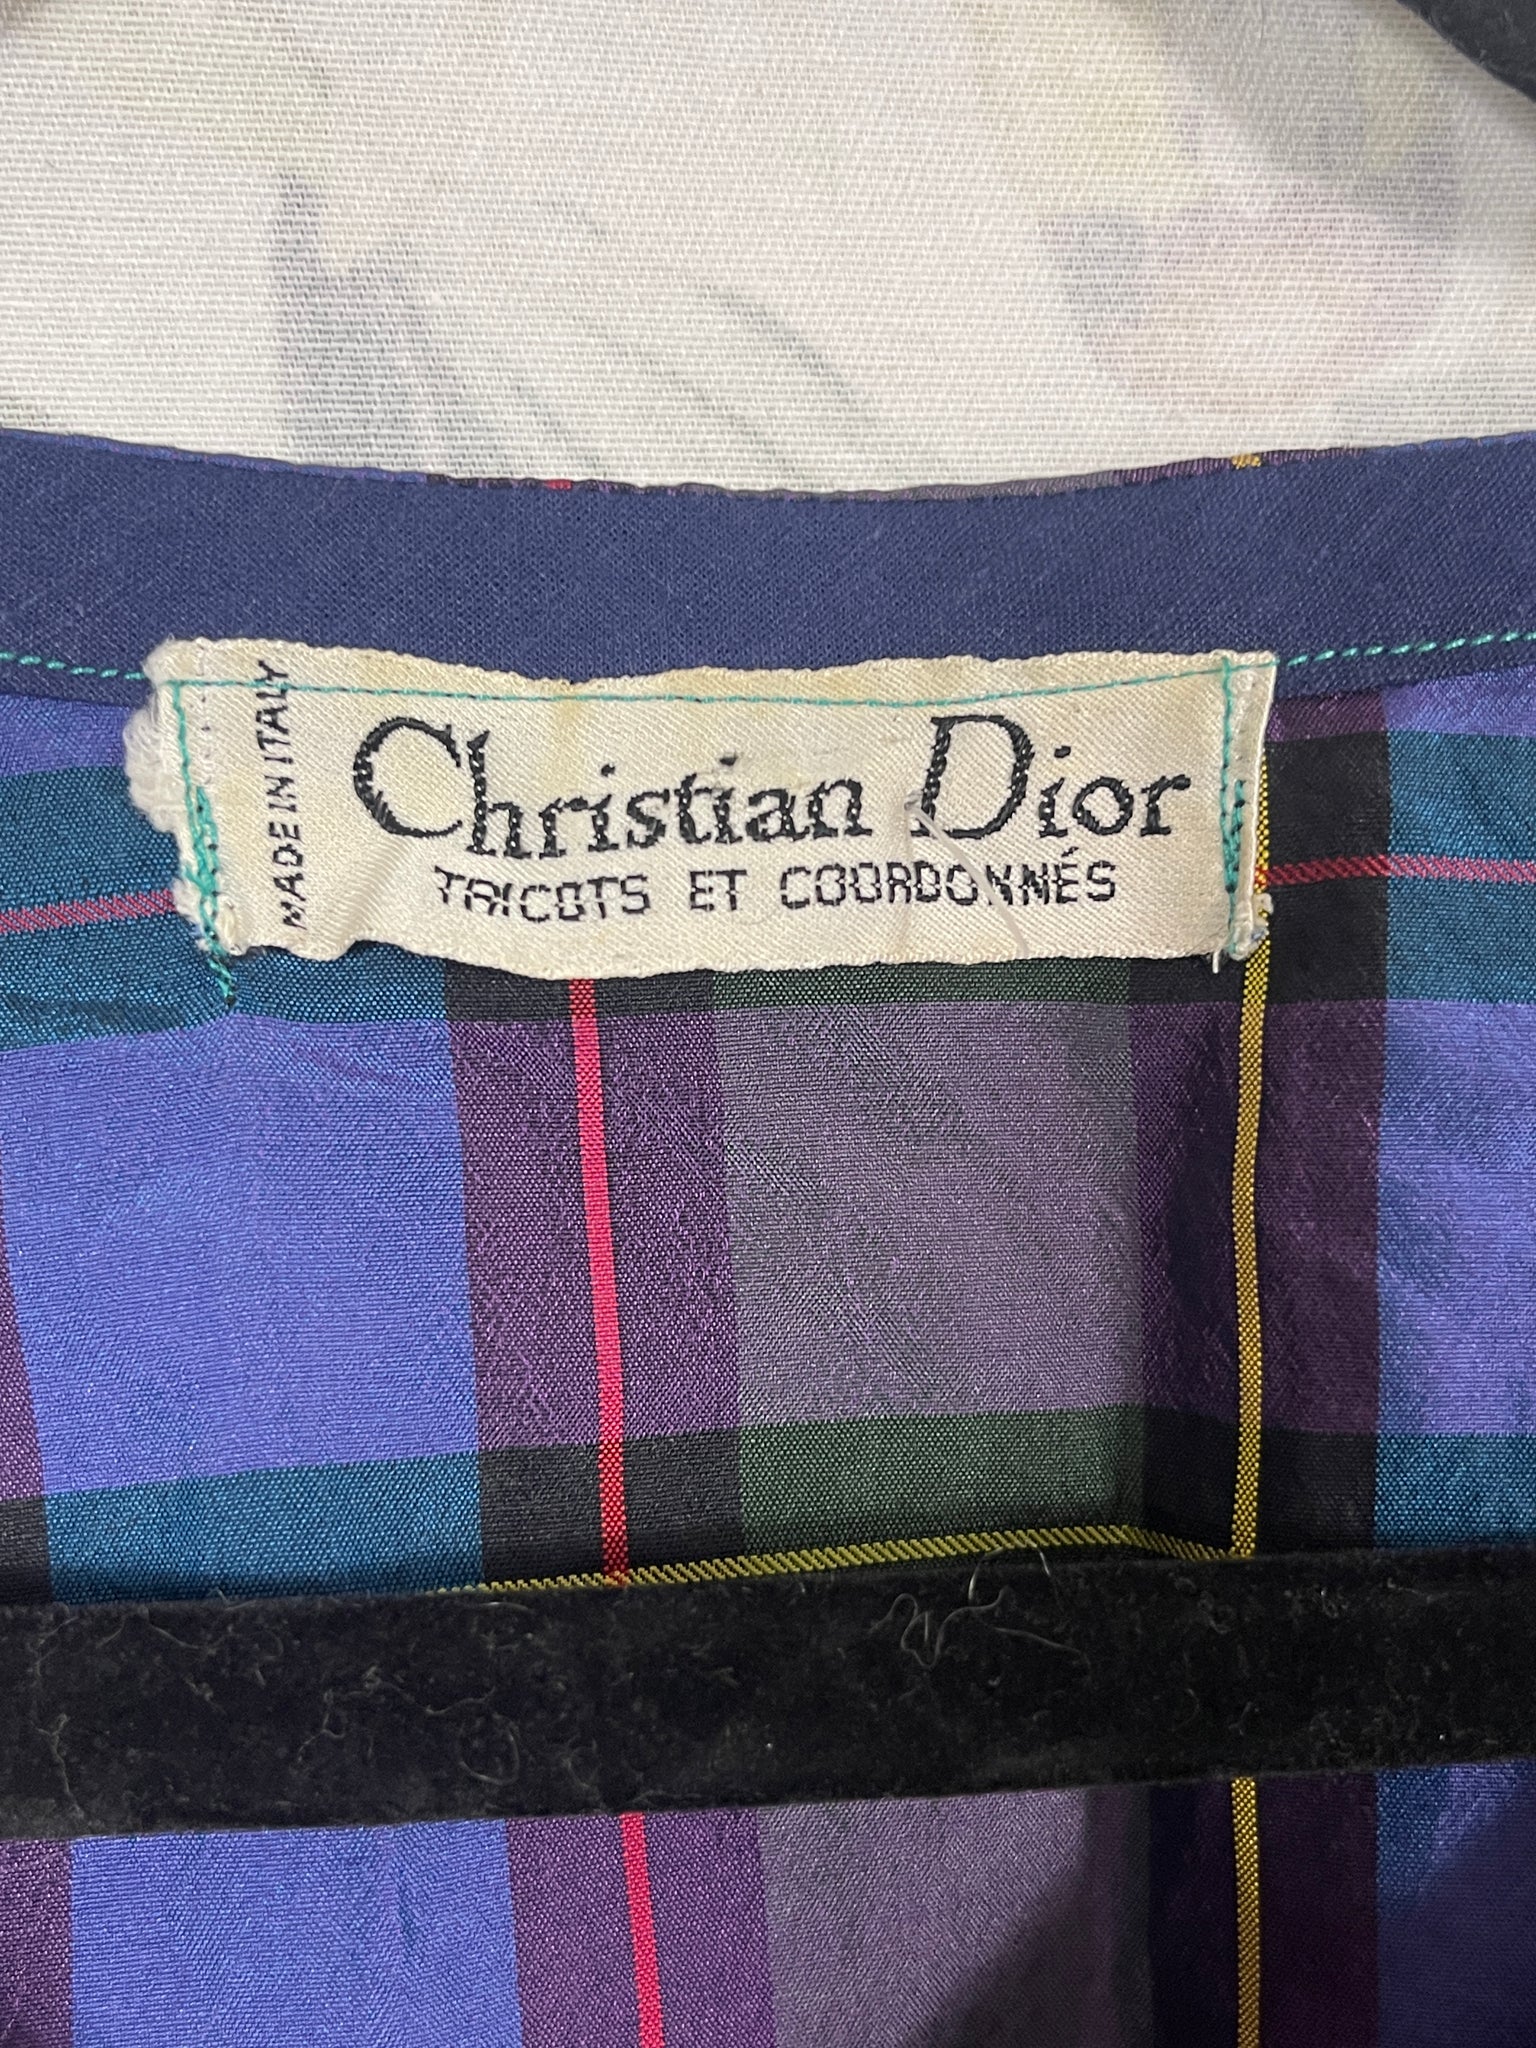 MADE IN ITALY
Christian Dior
TRICOTS ET COORDONNÉS